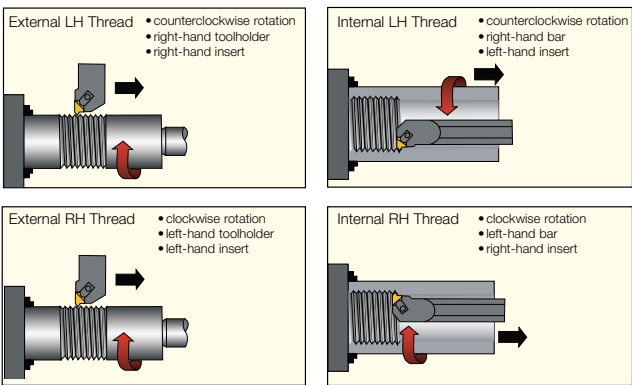 External LH Thread
• counterclockwise rotation
• right-hand toolholder
• right-hand insert
Internal LH Thread
• counterclockwise rotation
• right-hand bar
• left-hand insert
External RH Thread
• clockwise rotation
• left-hand toolholder
• left-hand insert
Internal RH Thread
• clockwise rotation
• left-hand bar
• right-hand insert